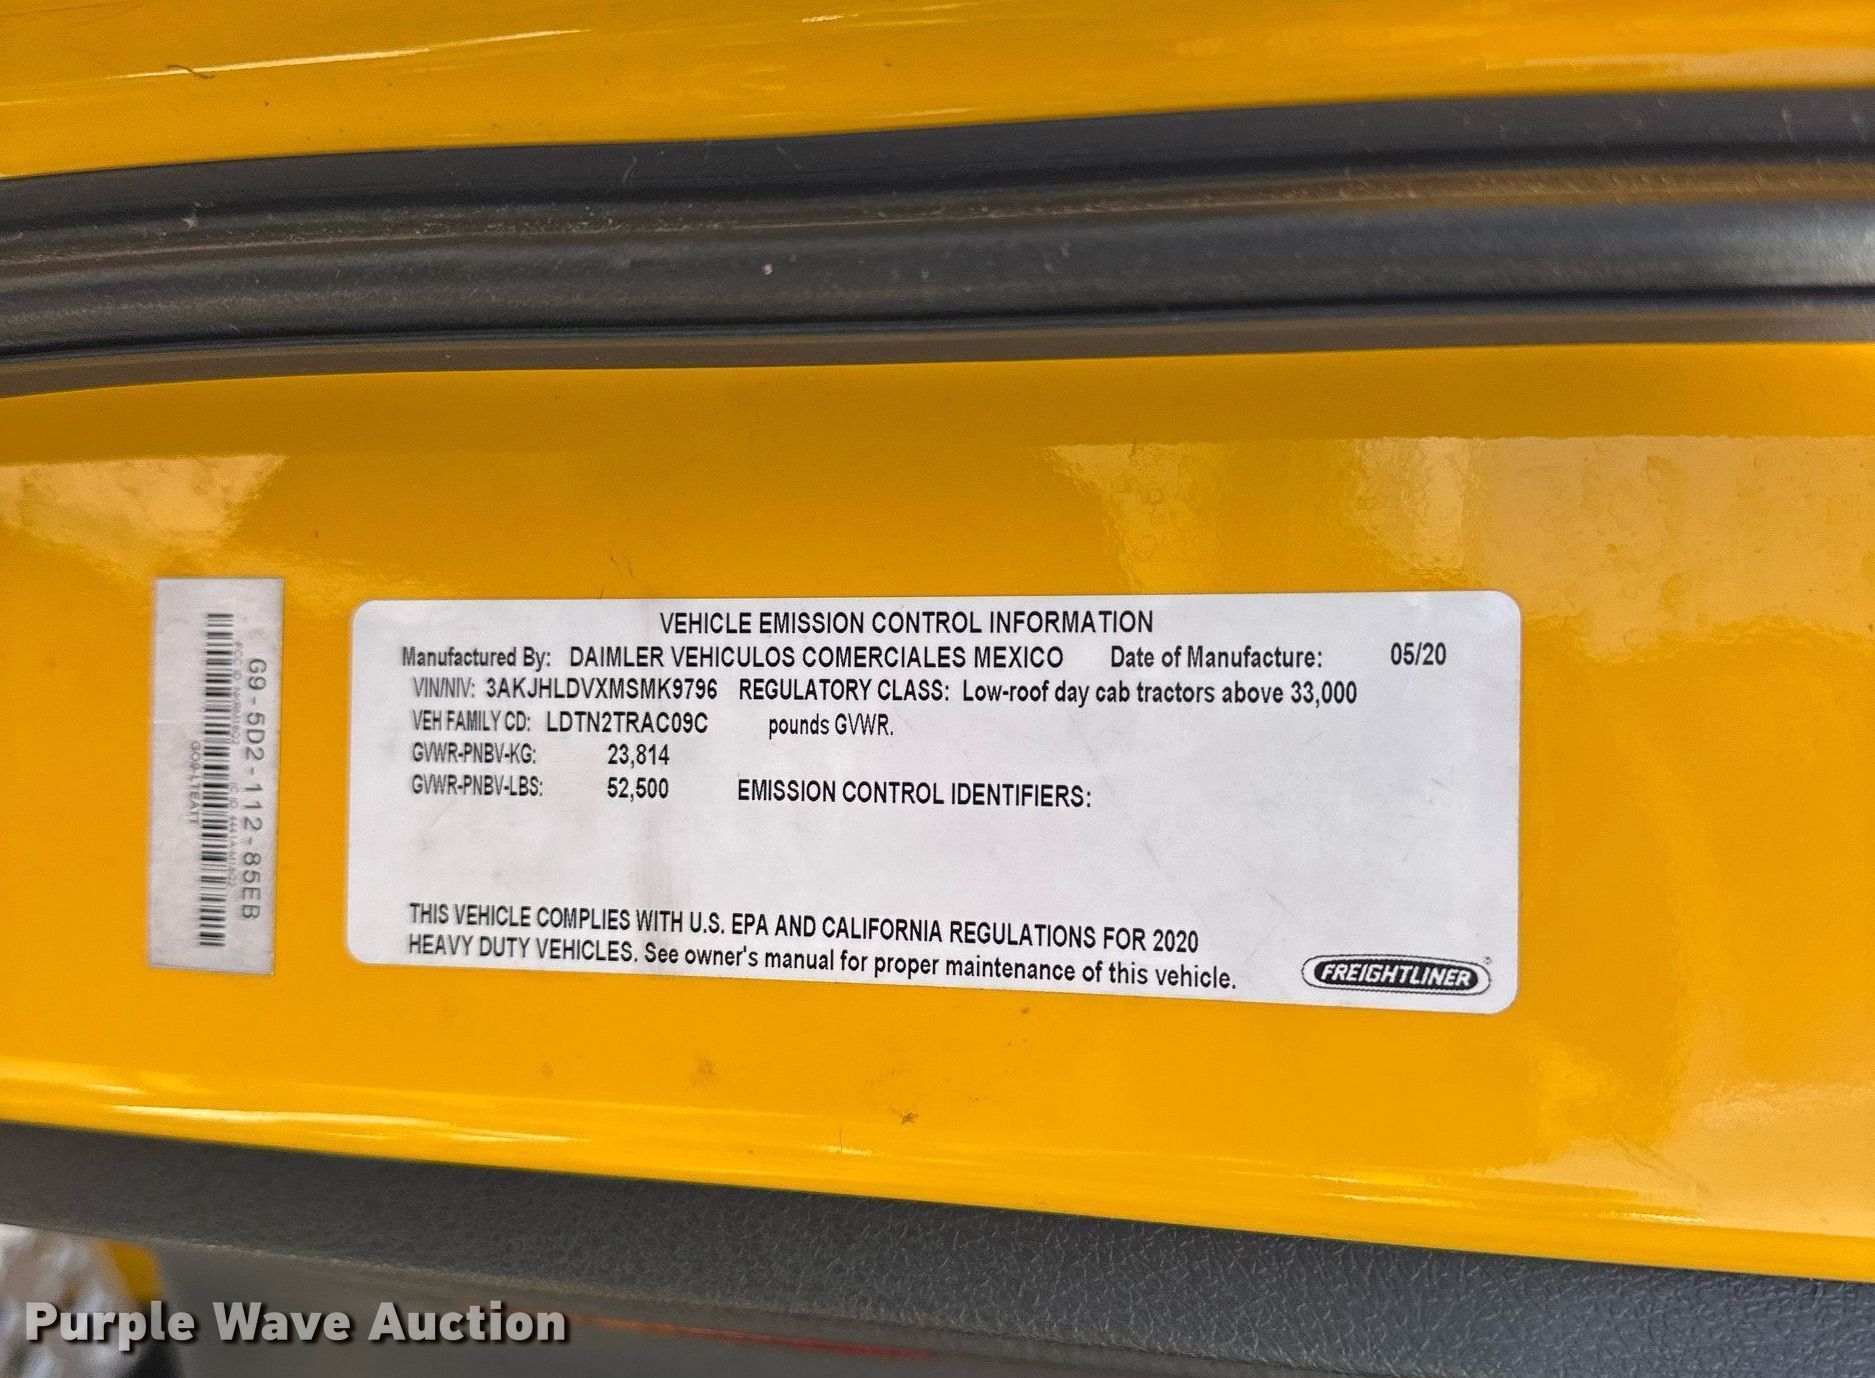 VEHICLE EMISSION CONTROL INFORMATION
Manufactured By: DAIMLER VEHICULOS COMERCIALES MEXICO Date of Manufacture: 05/20
VIN/NIV: 3AKJHLDVXMSMK9796 REGULATORY CLASS: Low-roof day cab tractors above 33,000
VEH FAMILY CD: LDTN2TRAC09C pounds GVWR.
GVWR-PNBV-KG: 23,814
GVWR-PNBV-LBS: 52,500 EMISSION CONTROL IDENTIFIERS:
THIS VEHICLE COMPLIES WITH U.S. EPA AND CALIFORNIA REGULATIONS FOR 2020
HEAVY DUTY VEHICLES. See owner's manual for proper maintenance of this vehicle.
FREIGHTLINER
G9-5D2-112-85EB
Purple Wave Auction